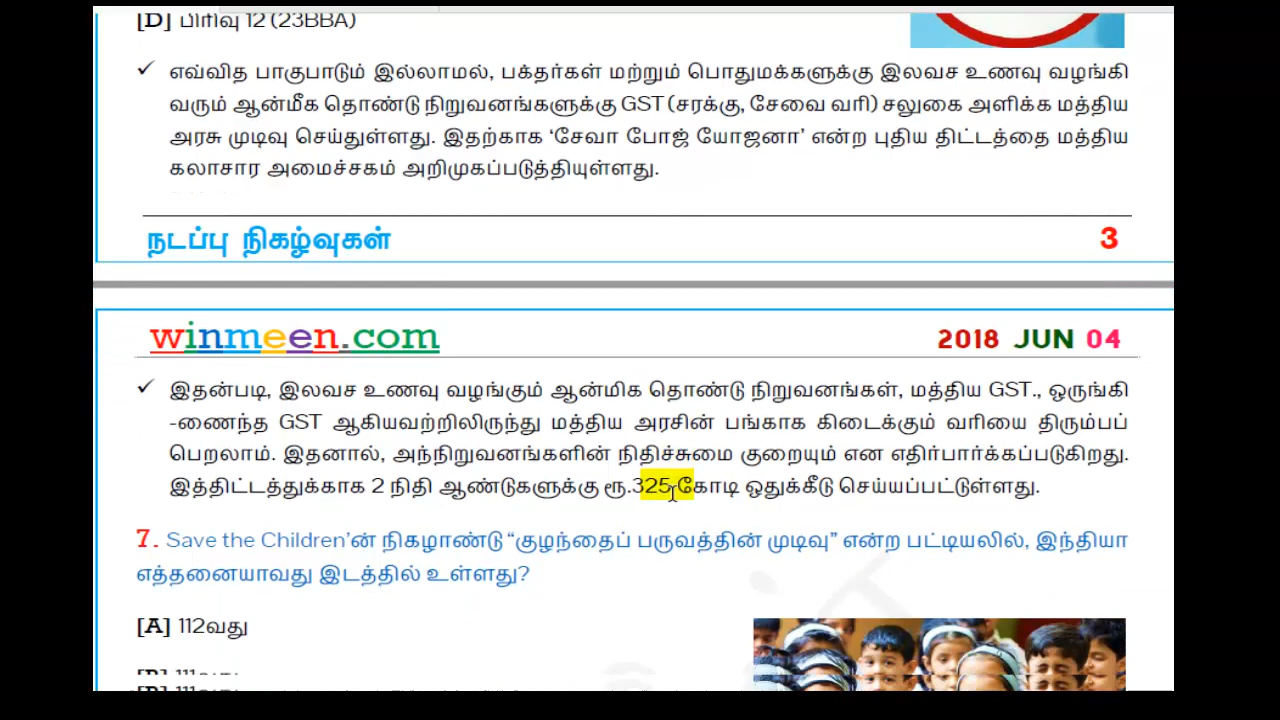 [D] பிரிவு 12 (23BBA)
✓ எவ்வித பாகுபாடும் இல்லாமல், பக்தர்கள் மற்றும் பொதுமக்களுக்கு இலவச உணவு வழங்கி
வரும் ஆன்மீக தொண்டு நிறுவனங்களுக்கு GST (சரக்கு, சேவை வரி) சலுகை அளிக்க மத்திய
அரசு முடிவு செய்துள்ளது. இதற்காக ‘சேவா போஜ் யோஜனா’ என்ற புதிய திட்டத்தை மத்திய
கலாசார அமைச்சகம் அறிமுகப்படுத்தியுள்ளது.
நடப்பு நிகழ்வுகள் 3
winmeen.com 2018 JUN 04
✓ இதன்படி, இலவச உணவு வழங்கும் ஆன்மிக தொண்டு நிறுவனங்கள், மத்திய GST., ஒருங்கி
-ணைந்த GST ஆகியவற்றிலிருந்து மத்திய அரசின் பங்காக கிடைக்கும் வரியை திரும்பப்
பெறலாம். இதனால், அந்நிறுவனங்களின் நிதிச்சுமை குறையும் என எதிர்பார்க்கப்படுகிறது.
இத்திட்டத்துக்காக 2 நிதி ஆண்டுகளுக்கு ரூ.325 கோடி ஒதுக்கீடு செய்யப்பட்டுள்ளது.
7. Save the Children’ன் நிகழாண்டு “குழந்தைப் பருவத்தின் முடிவு” என்ற பட்டியலில், இந்தியா
எத்தனையாவது இடத்தில் உள்ளது?
[A] 112வது
[B] 111வது